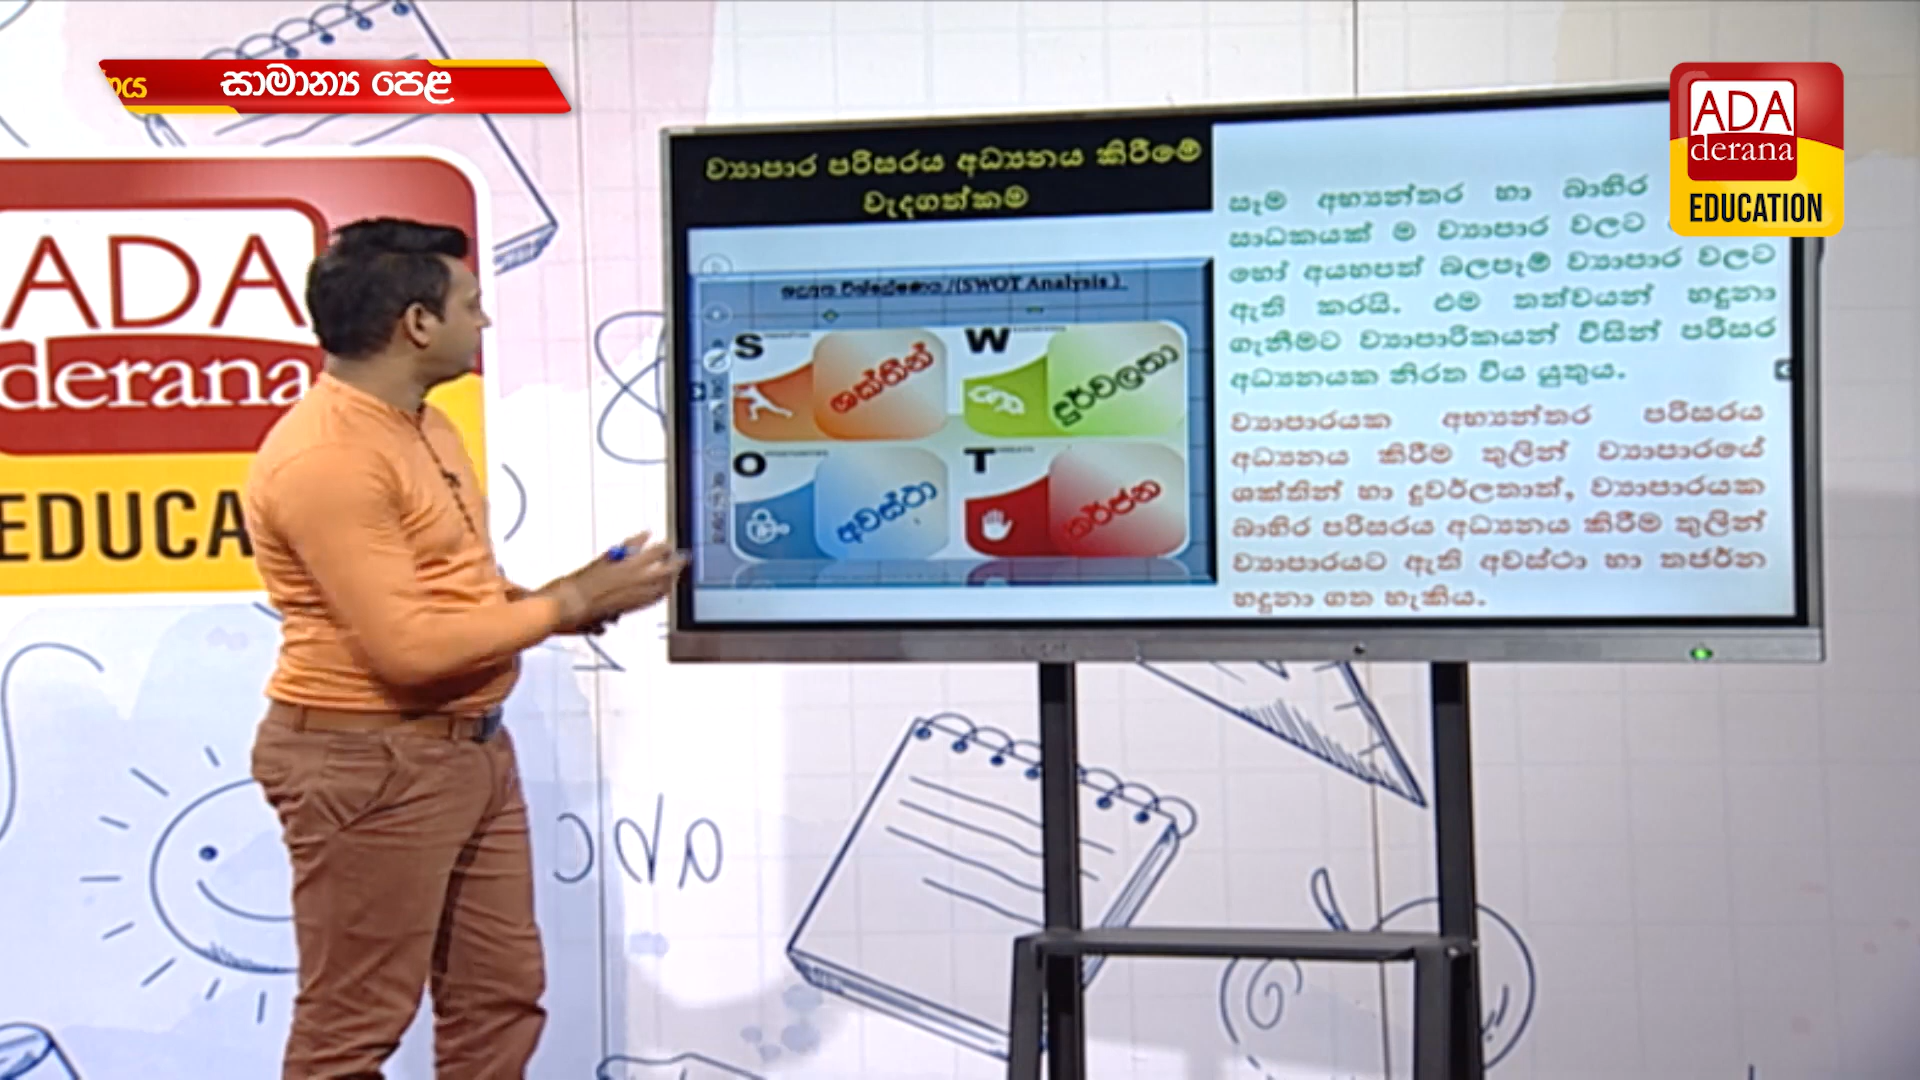 සාමාන්‍ය පෙළ
ADA
derana
EDUCATION
ADA
derana
EDUCA
ව්‍යාපාර පරිසරය අධ්‍යනය කිරීමේ
වැදගත්කම
(SWOT Analysis)
S
ශක්තීන්
W
දුර්වලතා
O
අවස්ථා
T
තර්ජන
සෑම අභ්‍යන්තර හා බාහිර
සාධකයක් ම ව්‍යාපාර වලට
හෝ අයහපත් බලපෑම් ව්‍යාපාර වලට
ඇති කරයි. එම තත්වයන් හදුනා
ගැනීමට ව්‍යාපාරිකයන් විසින් පරිසර
අධ්‍යනයක නිරත විය යුතුය.
ව්‍යාපාරයක අභ්‍යන්තර පරිසරය
අධ්‍යනය කිරීම තුලින් ව්‍යාපාරයේ
ශක්තින් හා දුර්වලතාත්, ව්‍යාපාරයක
බාහිර පරිසරය අධ්‍යනය කිරීම තුලින්
ව්‍යාපාරයට ඇති අවස්ථා හා තර්ජන
හදුනා ගත හැකිය.
abc